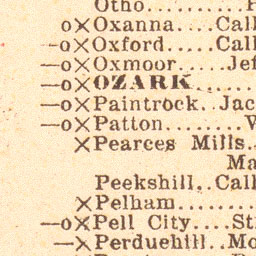 Otho..........
o×Oxanna....Call
—o×Oxford.....Call
—o×Oxmoor.....Jef
—o×OZARK......
—o×Paintrock..Jac
—o×Patton........
×Pearces Mills..
Ma
Peekshill..Call
×Pelham........
—o×Pell City....St
—×Perduehill..Mo